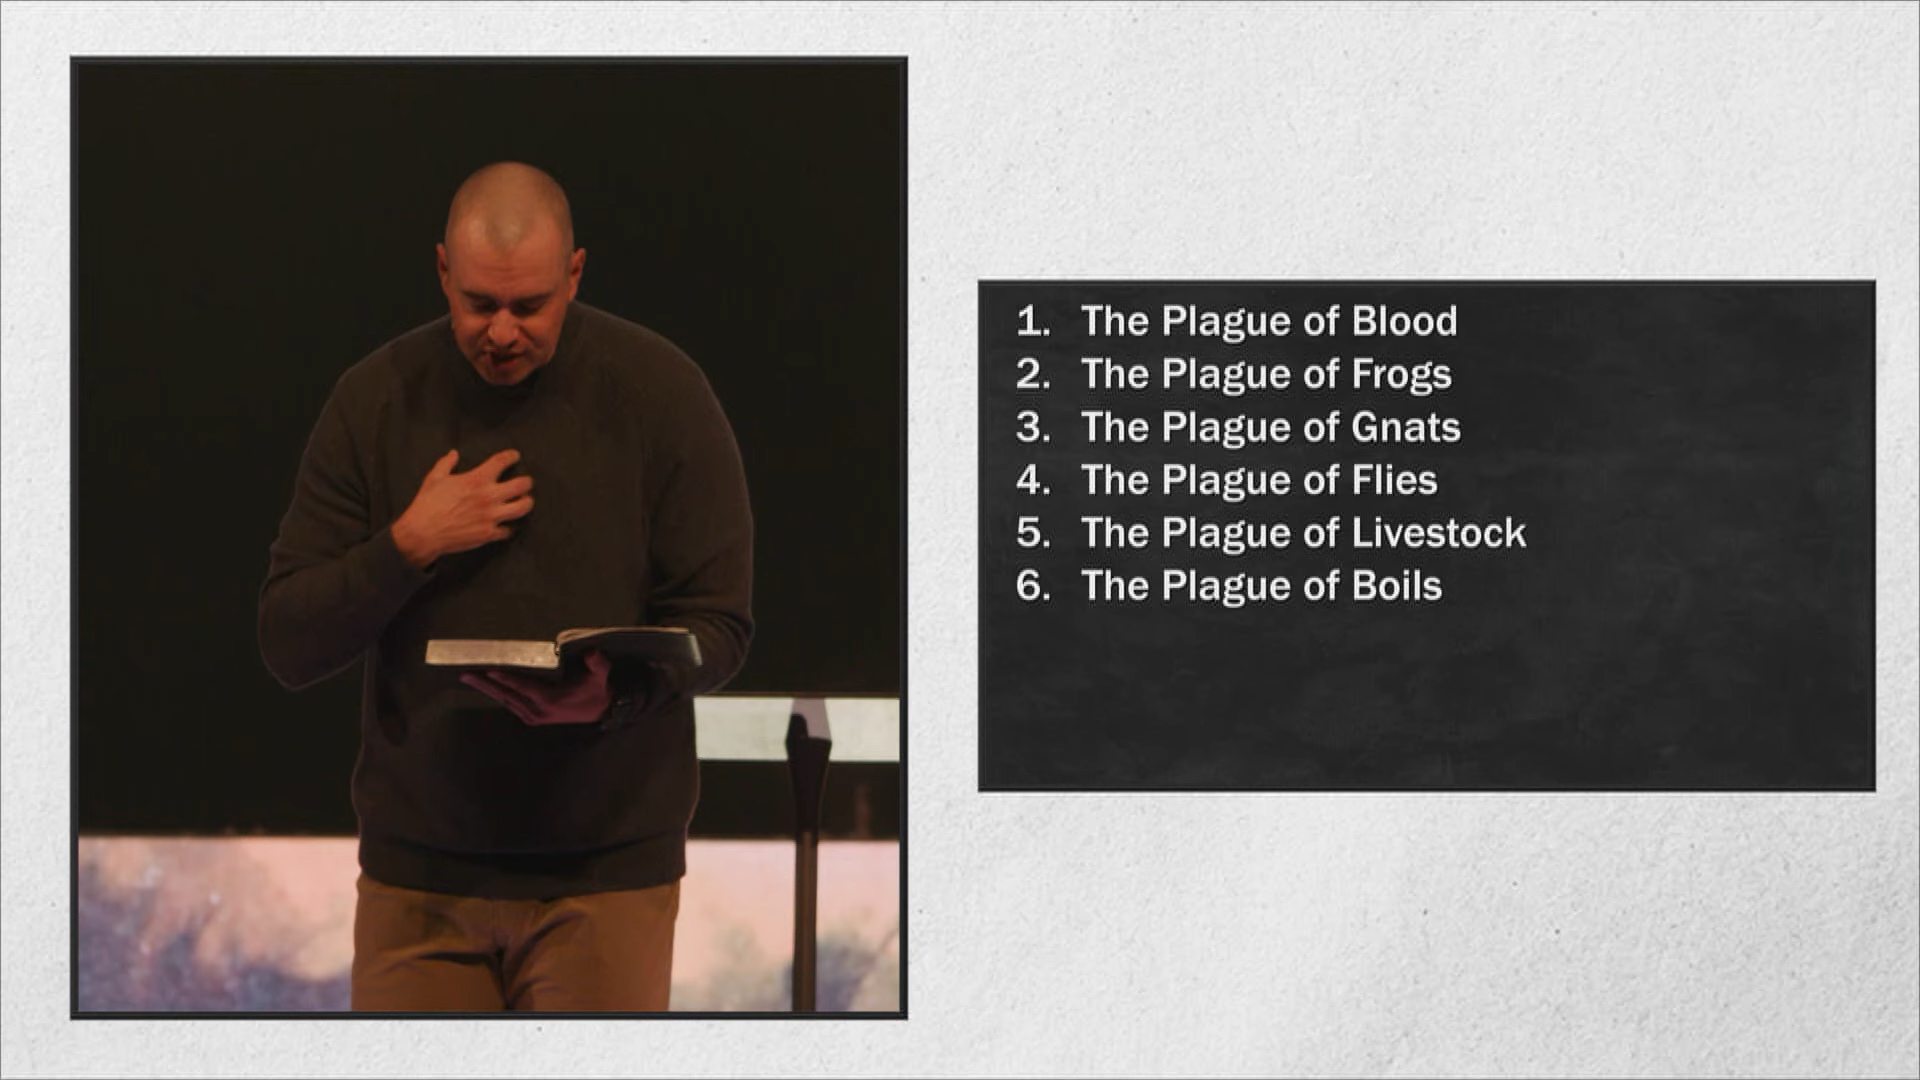 1. The Plague of Blood
2. The Plague of Frogs
3. The Plague of Gnats
4. The Plague of Flies
5. The Plague of Livestock
6. The Plague of Boils